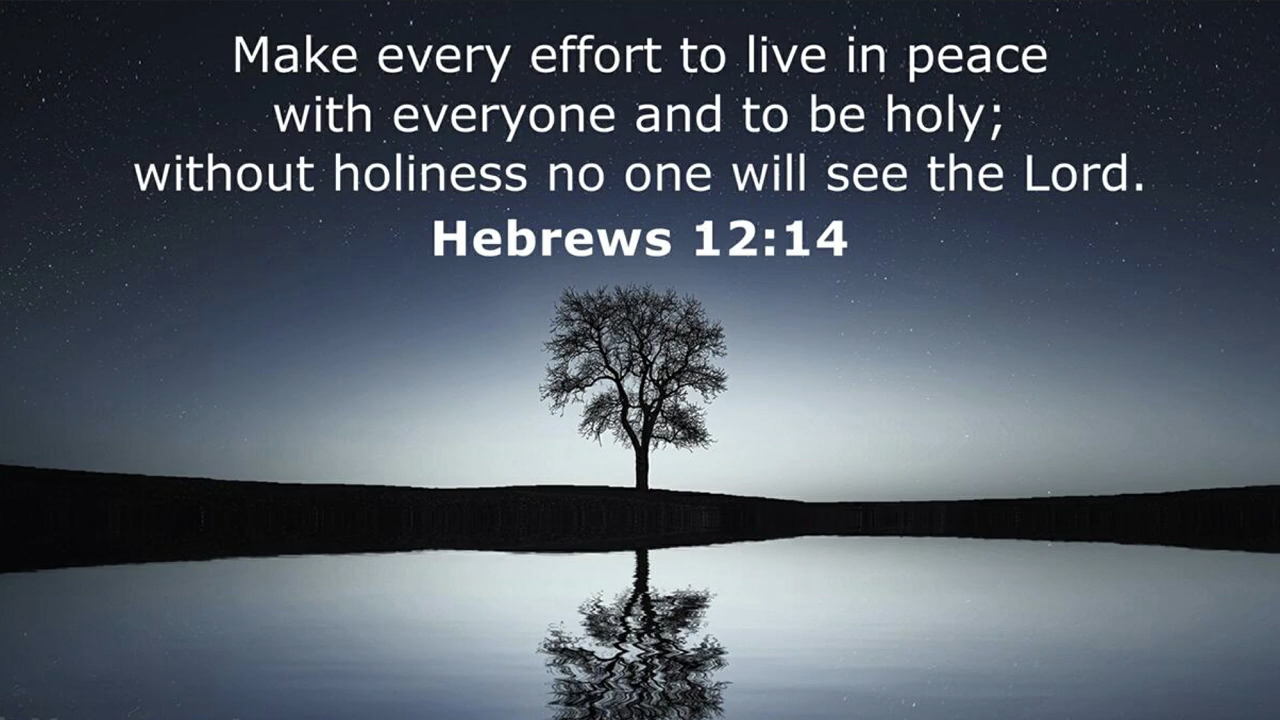 Make every effort to live in peace
with everyone and to be holy;
without holiness no one will see the Lord.
Hebrews 12:14